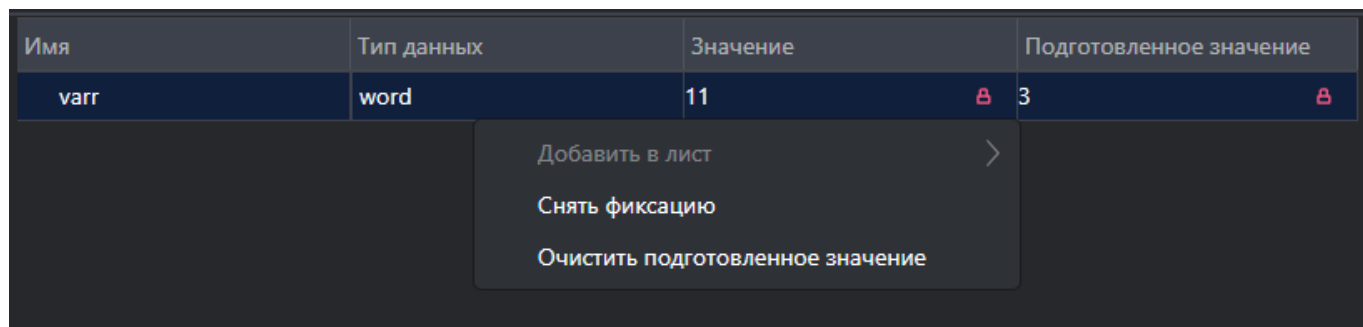 Имя Тип данных Значение Подготовленное значение
varr word 11 3
Добавить в лист
Снять фиксацию
Очистить подготовленное значение